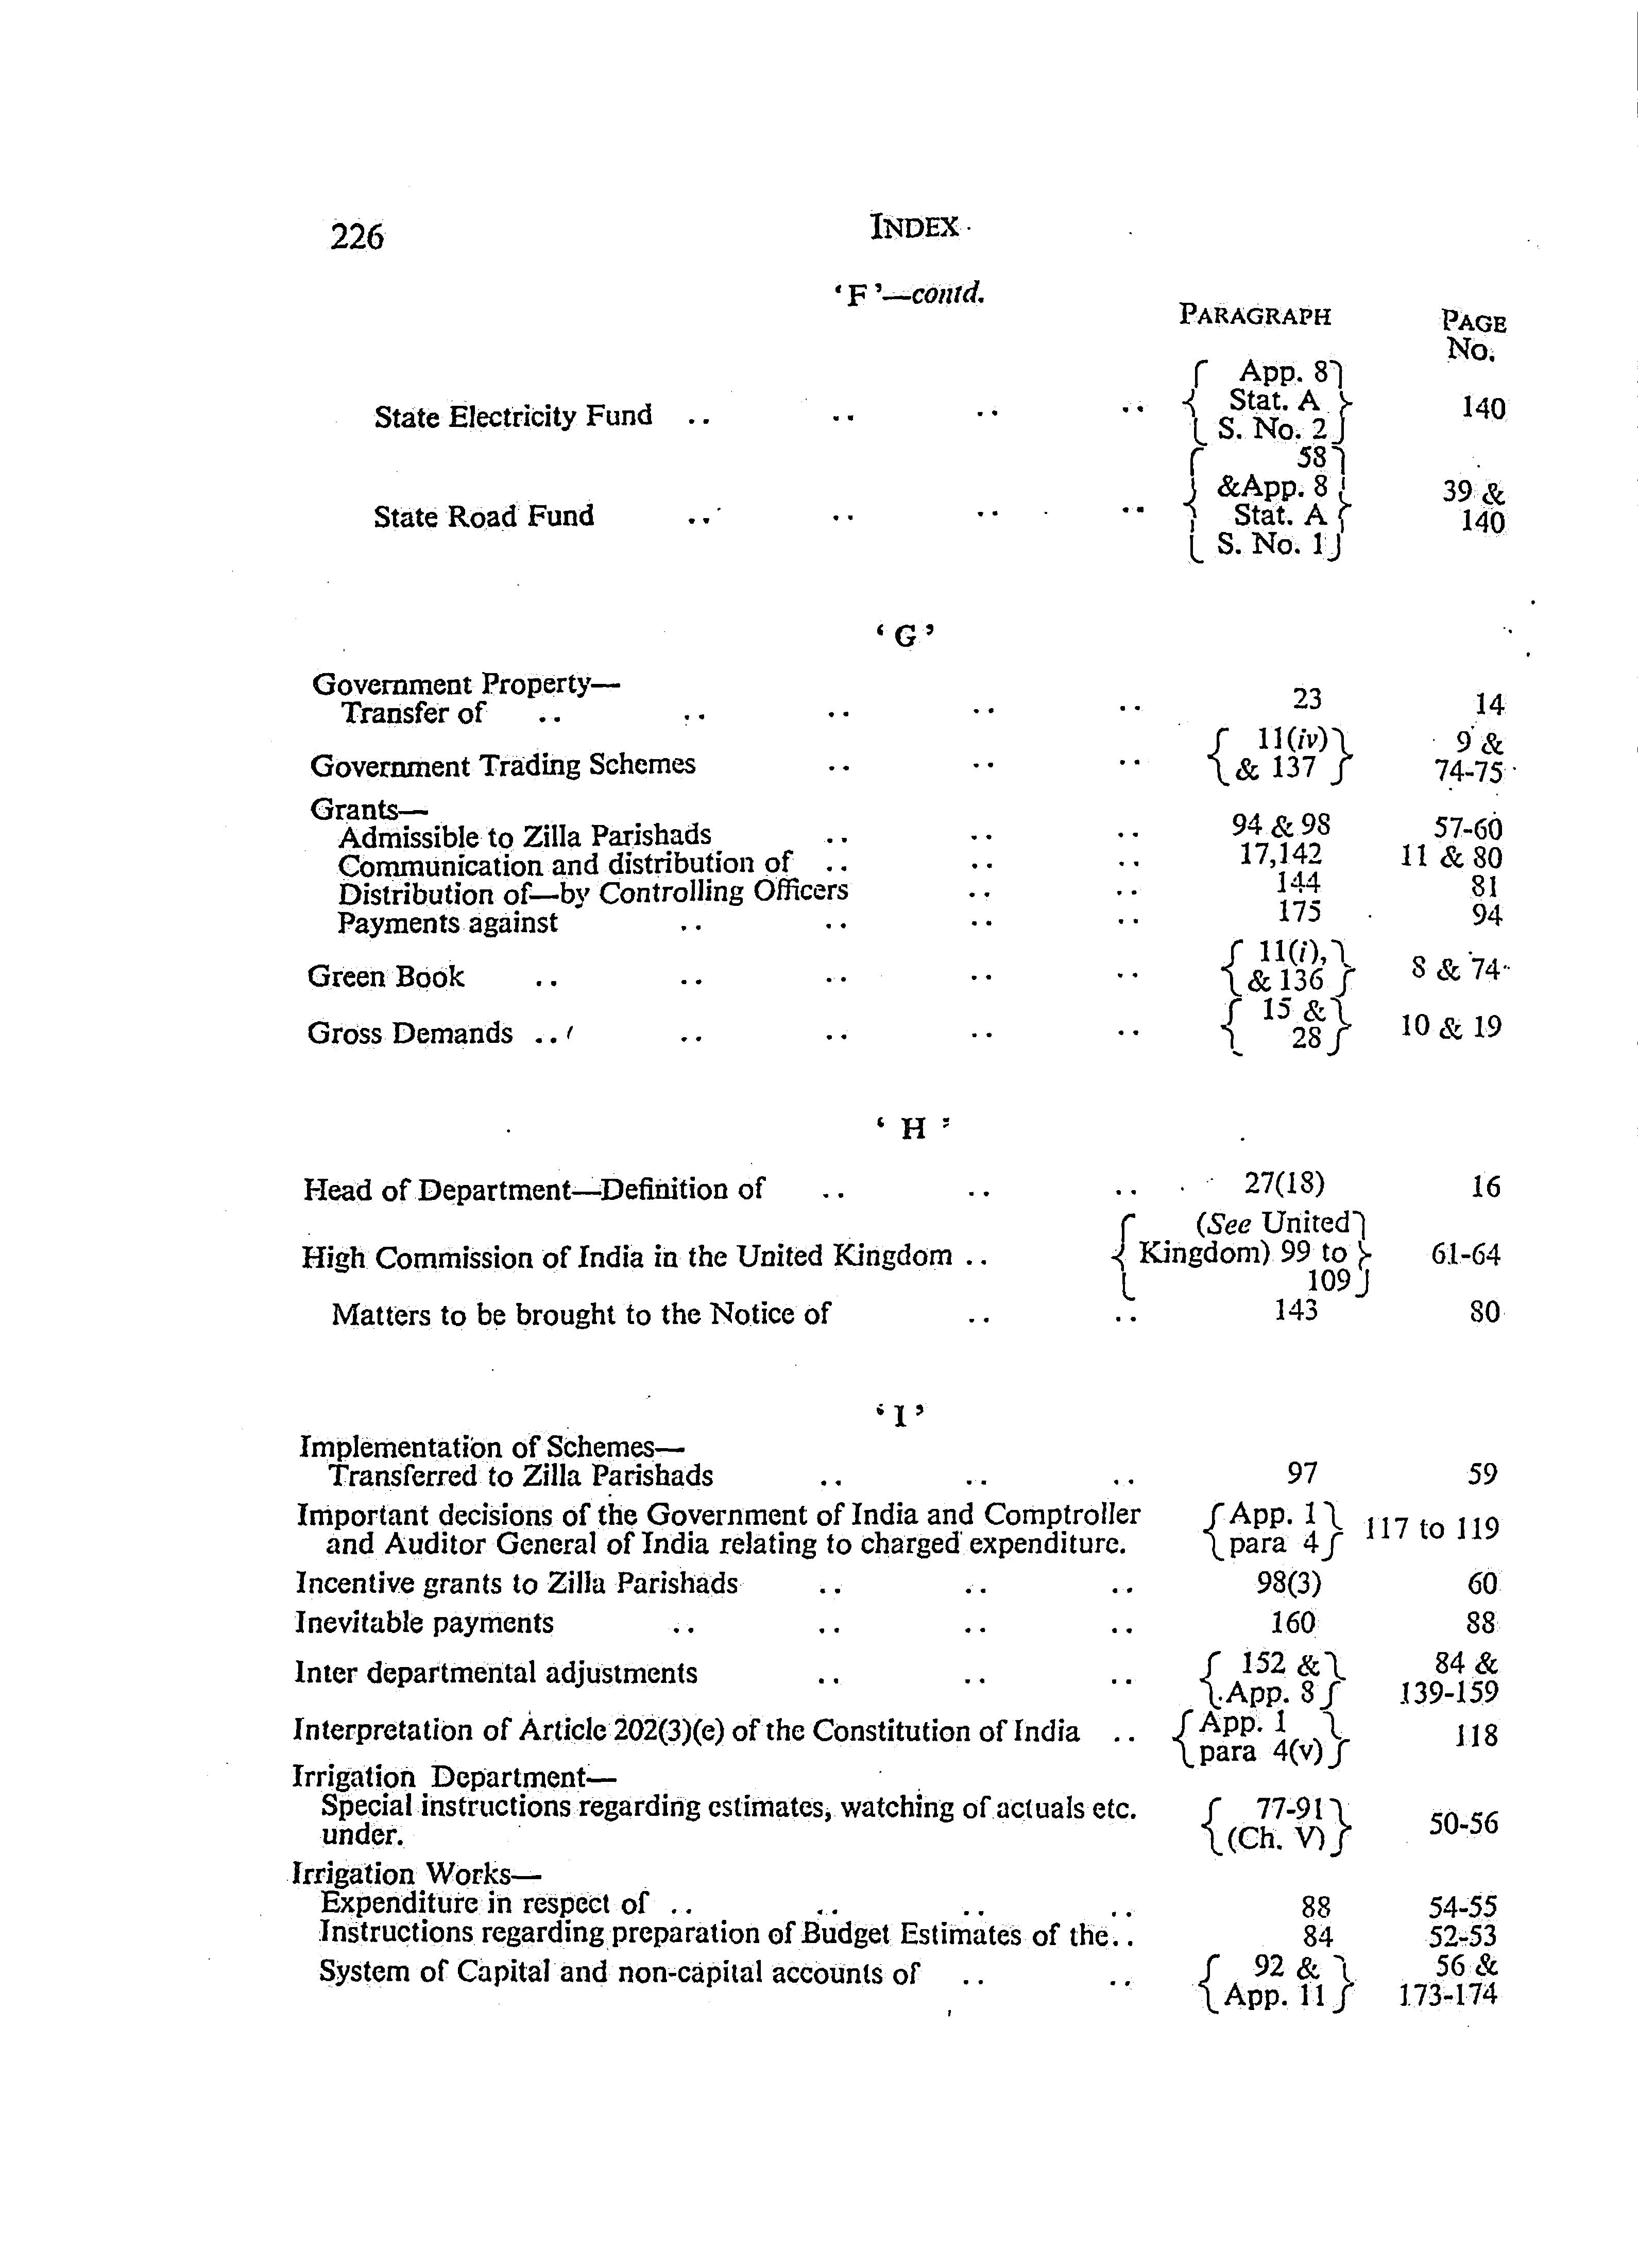 226 INDEX
‘F’—contd.
PARAGRAPH PAGE
No.
App. 8
State Electricity Fund .. .. .. .. Stat. A 140
S. No. 2
58
&App. 8 39 &
State Road Fund .. .. .. .. Stat. A 140
S. No. 1
‘G’
Government Property—
Transfer of .. .. .. .. .. 23 14
11(iv) 9 &
Government Trading Schemes .. .. .. & 137 74-75
Grants—
Admissible to Zilla Parishads .. .. .. 94 & 98 57-60
Communication and distribution of .. .. .. 17,142 11 & 80
Distribution of—by Controlling Officers .. .. 144 81
Payments against .. .. .. .. 175 94
11(i),
Green Book .. .. .. .. .. & 136 8 & 74
15 &
Gross Demands .. .. .. .. .. 28 10 & 19
‘H’
Head of Department—Definition of .. .. .. 27(18) 16
(See United
High Commission of India in the United Kingdom .. Kingdom) 99 to 61-64
109
Matters to be brought to the Notice of .. .. 143 80
‘I’
Implementation of Schemes—
Transferred to Zilla Parishads .. .. .. 97 59
Important decisions of the Government of India and Comptroller App. 1
and Auditor General of India relating to charged expenditure. para 4 117 to 119
Incentive grants to Zilla Parishads .. .. .. 98(3) 60
Inevitable payments .. .. .. .. 160 88
Inter departmental adjustments .. .. .. 152 & 84 &
App. 8 139-159
Interpretation of Article 202(3)(e) of the Constitution of India .. App. 1 118
para 4(v)
Irrigation Department—
Special instructions regarding estimates, watching of actuals etc. 77-91 50-56
under. (Ch. V)
Irrigation Works—
Expenditure in respect of .. .. .. .. 88 54-55
Instructions regarding preparation of Budget Estimates of the.. 84 52-53
System of Capital and non-capital accounts of .. .. 92 & 56 &
App. 11 173-174